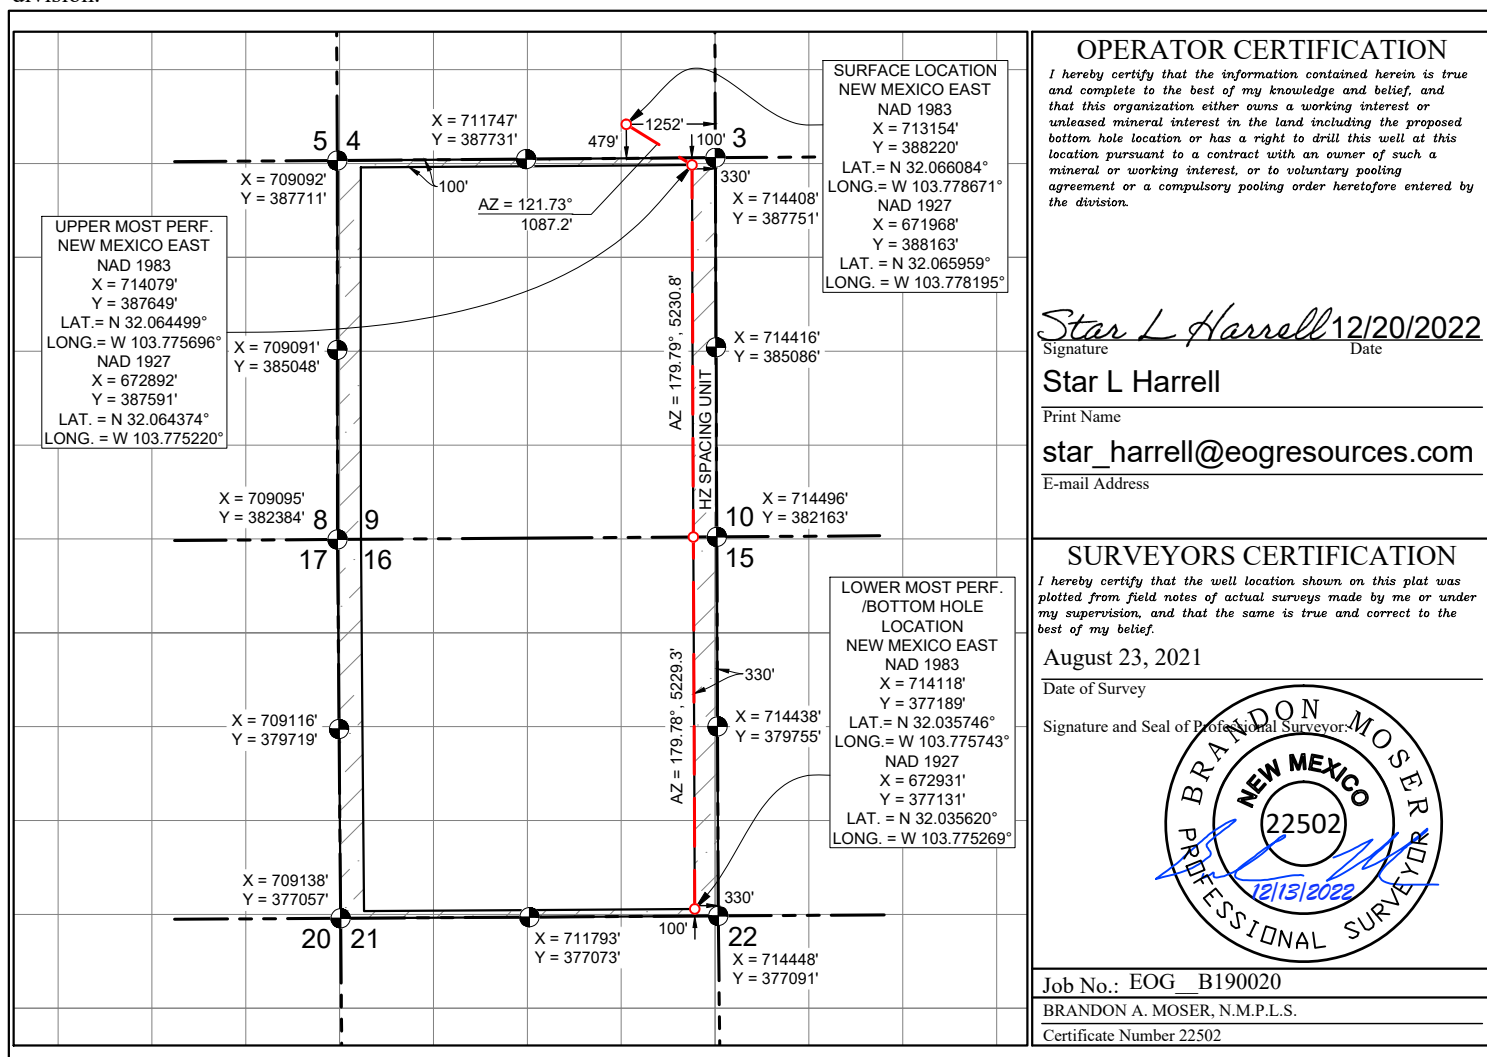 division.
5 4
X = 711747'
Y = 387731'
1252'
479'
100'
3
330'
X = 709092'
Y = 387711'
100'
AZ = 121.73°
1087.2'
X = 714408'
Y = 387751'
SURFACE LOCATION
NEW MEXICO EAST
NAD 1983
X = 713154'
Y = 388220'
LAT.= N 32.066084°
LONG.= W 103.778671°
NAD 1927
X = 671968'
Y = 388163'
LAT. = N 32.065959°
LONG. = W 103.778195°
UPPER MOST PERF.
NEW MEXICO EAST
NAD 1983
X = 714079'
Y = 387649'
LAT.= N 32.064499°
LONG.= W 103.775696°
NAD 1927
X = 672892'
Y = 387591'
LAT. = N 32.064374°
LONG. = W 103.775220°
X = 709091'
Y = 385048'
AZ = 179.79°, 5230.8'
HZ SPACING UNIT
X = 714416'
Y = 385086'
X = 709095'
Y = 382384'
8 9
17 16
10
15
X = 714496'
Y = 382163'
LOWER MOST PERF.
/BOTTOM HOLE
LOCATION
NEW MEXICO EAST
NAD 1983
X = 714118'
Y = 377189'
LAT.= N 32.035746°
LONG.= W 103.775743°
NAD 1927
X = 672931'
Y = 377131'
LAT. = N 32.035620°
LONG. = W 103.775269°
AZ = 179.78°, 5229.3'
330'
X = 709116'
Y = 379719'
X = 714438'
Y = 379755'
X = 709138'
Y = 377057'
20 21
X = 711793'
Y = 377073'
330'
100'
22
X = 714448'
Y = 377091'
OPERATOR CERTIFICATION
I hereby certify that the information contained herein is true
and complete to the best of my knowledge and belief, and
that this organization either owns a working interest or
unleased mineral interest in the land including the proposed
bottom hole location or has a right to drill this well at this
location pursuant to a contract with an owner of such a
mineral or working interest, or to voluntary pooling
agreement or a compulsory pooling order heretofore entered by
the division.
Star L Harrell 12/20/2022
Signature Date
Star L Harrell
Print Name
star_harrell@eogresources.com
E-mail Address
SURVEYORS CERTIFICATION
I hereby certify that the well location shown on this plat was
plotted from field notes of actual surveys made by me or under
my supervision, and that the same is true and correct to the
best of my belief.
August 23, 2021
Date of Survey
Signature and Seal of Professional Surveyor:
BRANDON MOSER
NEW MEXICO
22502
12/13/2022
PROFESSIONAL SURVEYOR
Job No.: EOG__B190020
BRANDON A. MOSER, N.M.P.L.S.
Certificate Number 22502